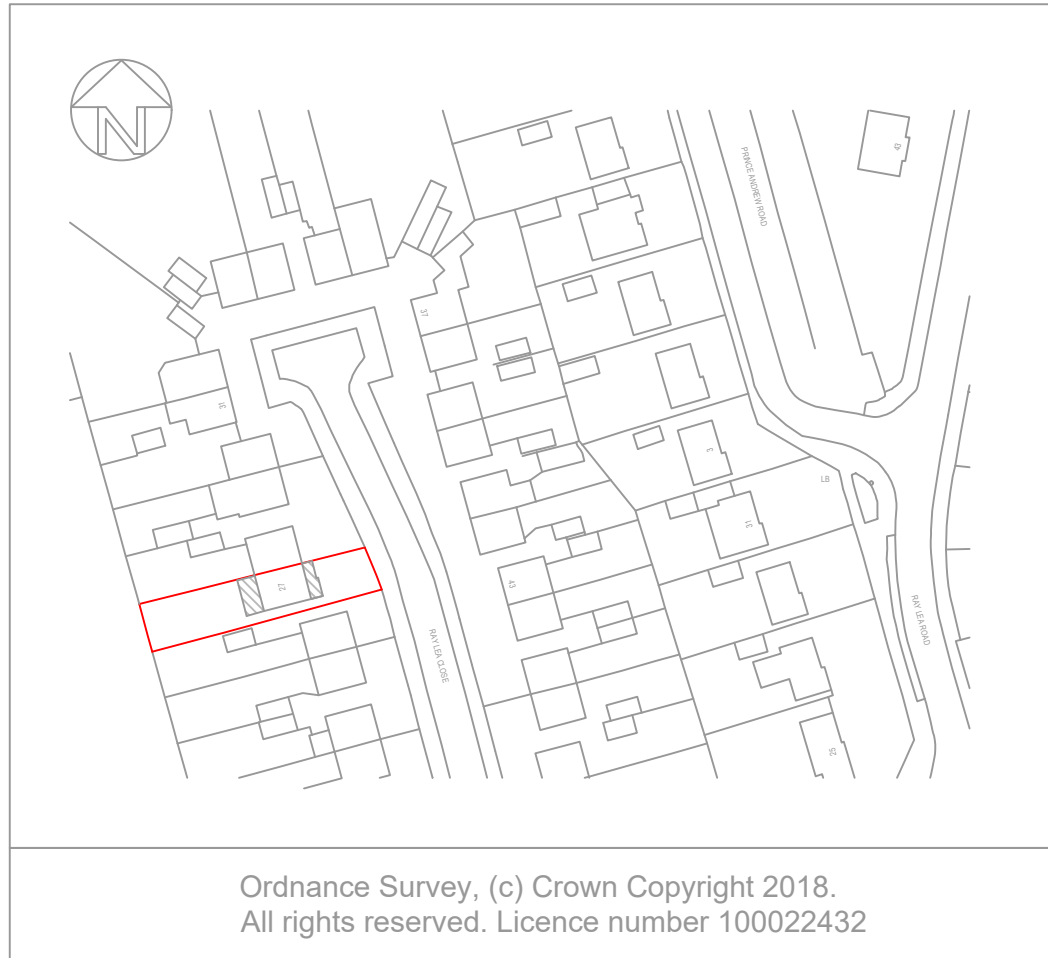 N
PRINCE ANDREW ROAD
37
31
3
87
31
27
43
RAY LEA CLOSE
RAY LEA ROAD
25
Ordnance Survey, (c) Crown Copyright 2018.
All rights reserved. Licence number 100022432